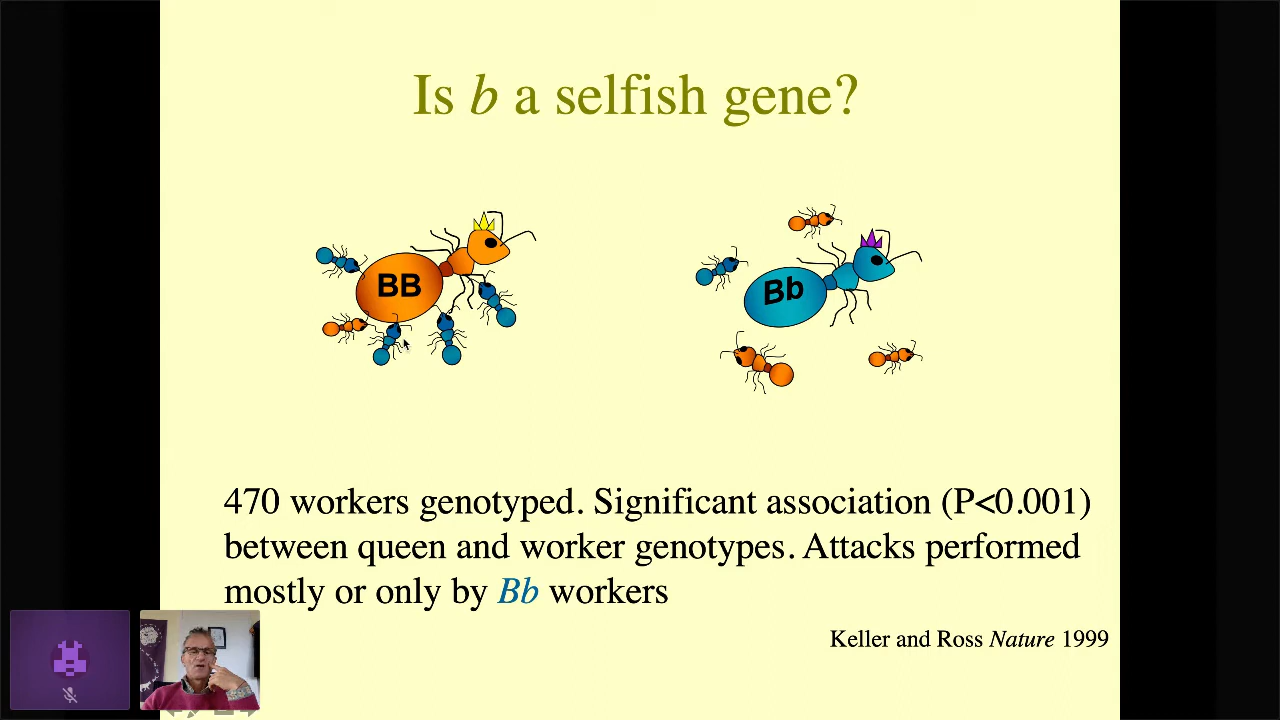 Is b a selfish gene?
BB
Bb
470 workers genotyped. Significant association (P<0.001)
between queen and worker genotypes. Attacks performed
mostly or only by Bb workers
Keller and Ross Nature 1999